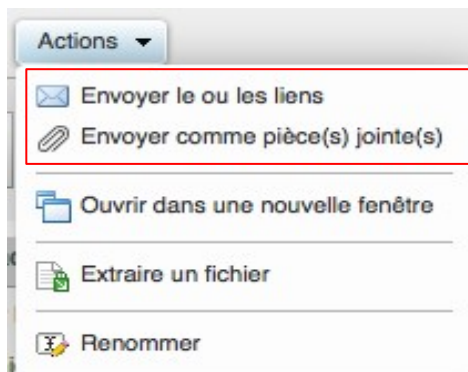 Actions
Envoyer le ou les liens
Envoyer comme pièce(s) jointe(s)
Ouvrir dans une nouvelle fenêtre
Extraire un fichier
Renommer